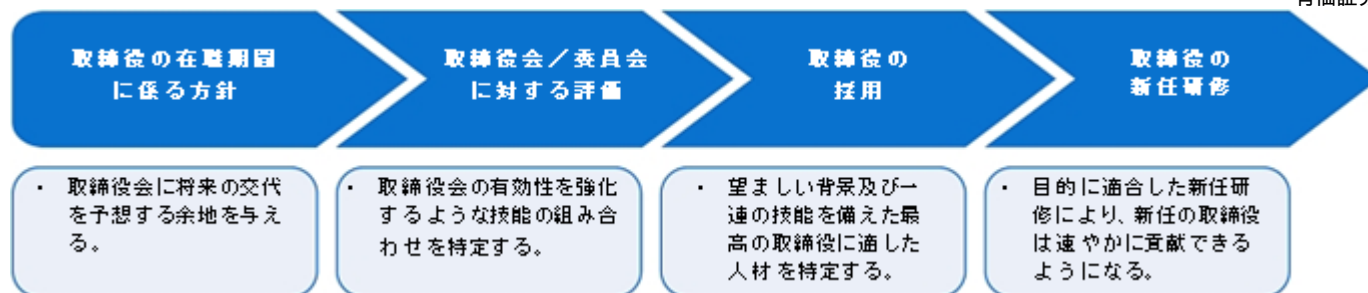 取締役の在職期間
に係る方針
取締役会/委員会
に対する評価
取締役の
採用
取締役の
新任研修
・ 取締役会に将来の交代
を予想する余地を与え
る。
・ 取締役会の有効性を強化
するような技能の組み合
わせを特定する。
・ 望ましい背景及び一
連の技能を備えた最
高の取締役に適した
人材を特定する。
・ 目的に適合した新任研
修により、新任の取締役
は速やかに貢献できる
ようになる。